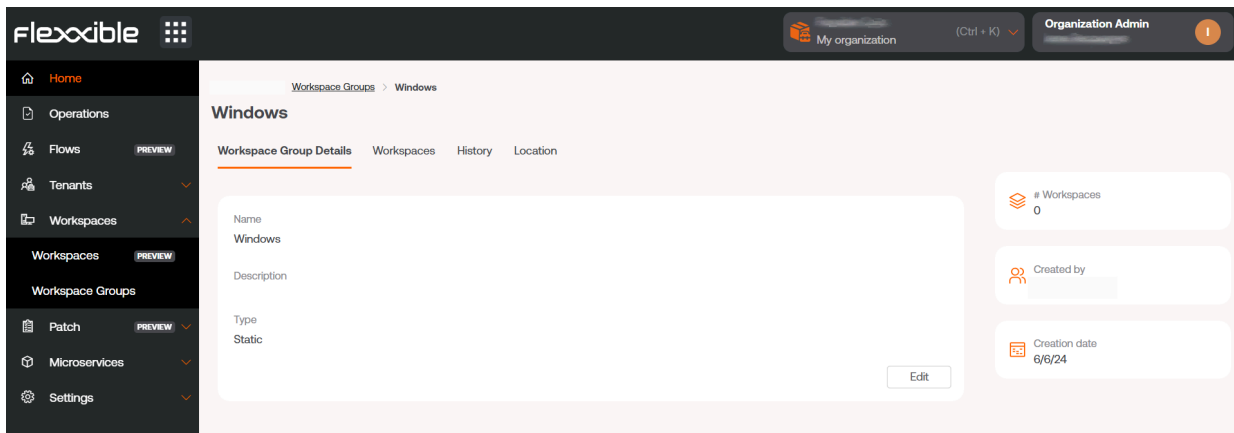 flexxible
My organization
(Ctrl + K)
Organization Admin
I
Home
Operations
Flows PREVIEW
Tenants
Workspaces
Workspaces PREVIEW
Workspace Groups
Patch PREVIEW
Microservices
Settings
Workspace Groups > Windows
Windows
Workspace Group Details Workspaces History Location
Name
Windows
Description
Type
Static
Edit
# Workspaces
0
Created by
Creation date
6/6/24